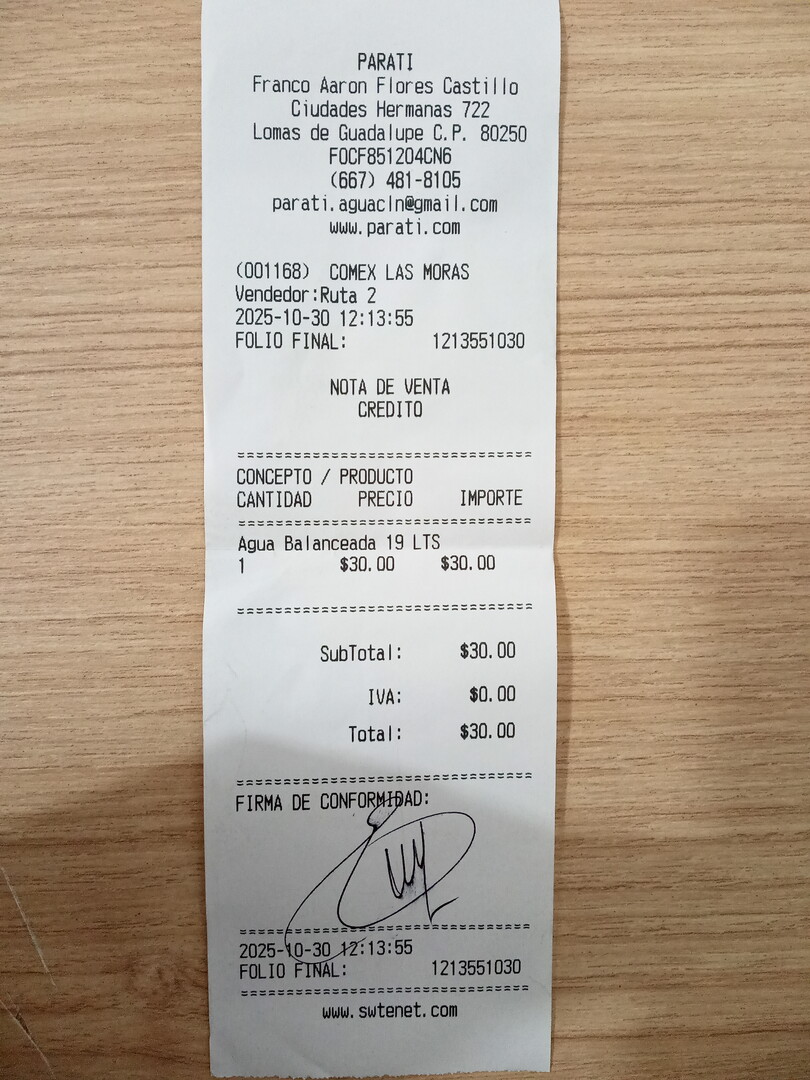 PARATI
Franco Aaron Flores Castillo
Ciudades Hermanas 722
Lomas de Guadalupe C.P. 80250
FOCF851204CN6
(667) 481-8105
parati.aguacln@gmail.com
www.parati.com
(001168) COMEX LAS MORAS
Vendedor:Ruta 2
2025-10-30 12:13:55
FOLIO FINAL: 1213551030
NOTA DE VENTA
CREDITO
CONCEPTO / PRODUCTO
CANTIDAD PRECIO IMPORTE
Agua Balanceada 19 LTS
1 $30.00 $30.00
SubTotal: $30.00
IVA: $0.00
Total: $30.00
FIRMA DE CONFORMIDAD:
2025-10-30 12:13:55
FOLIO FINAL: 1213551030
www.swtenet.com